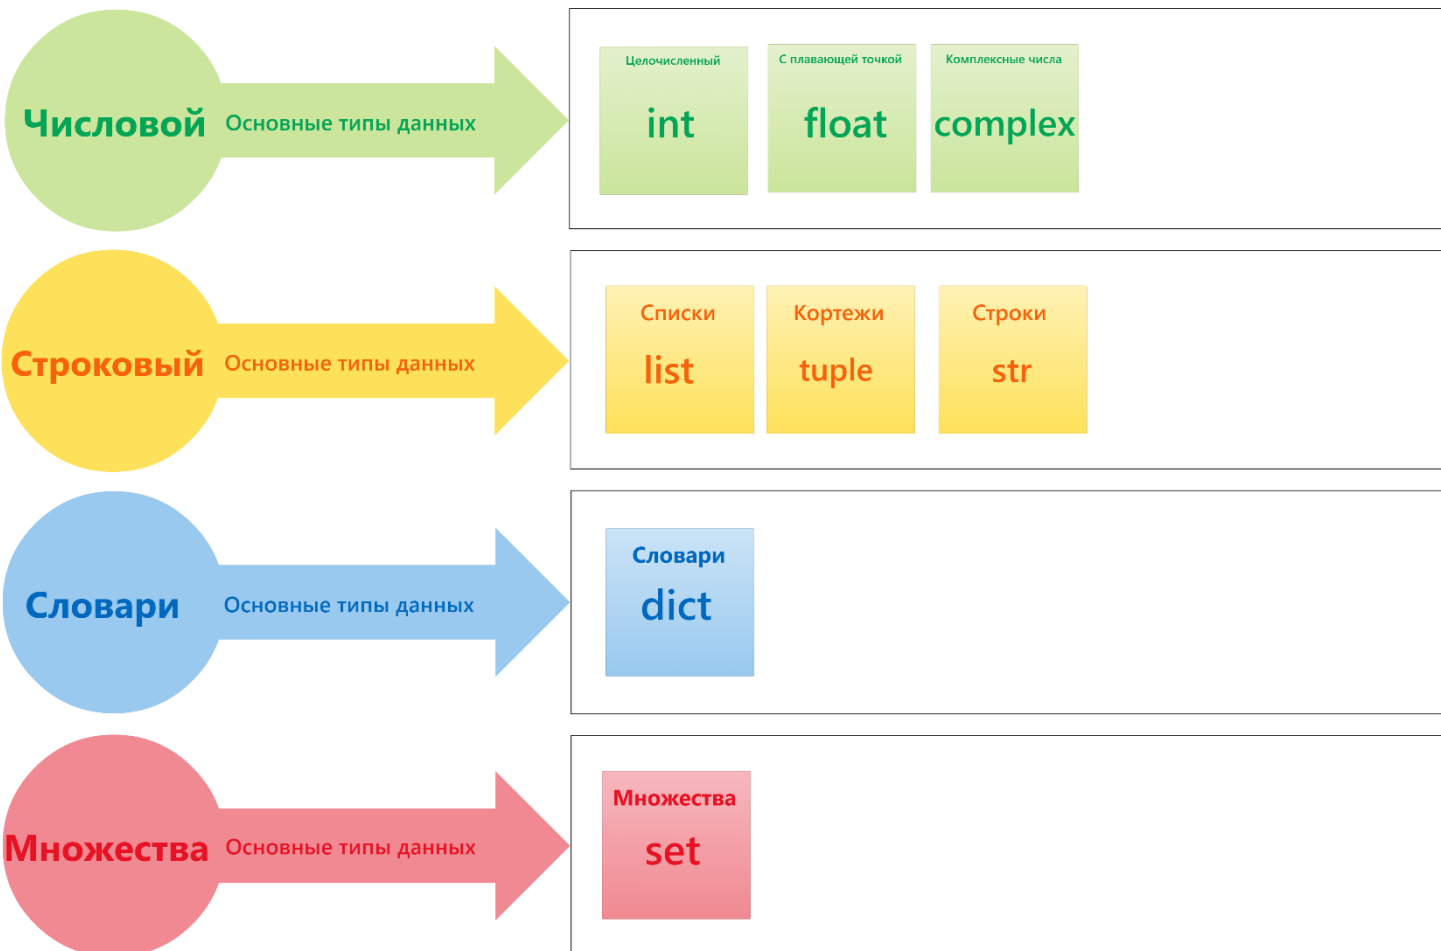 Числовой
Основные типы данных
Целочисленный
int
С плавающей точкой
float
Комплексные числа
complex
Строковый
Основные типы данных
Списки
list
Кортежи
tuple
Строки
str
Словари
Основные типы данных
Словари
dict
Множества
Основные типы данных
Множества
set